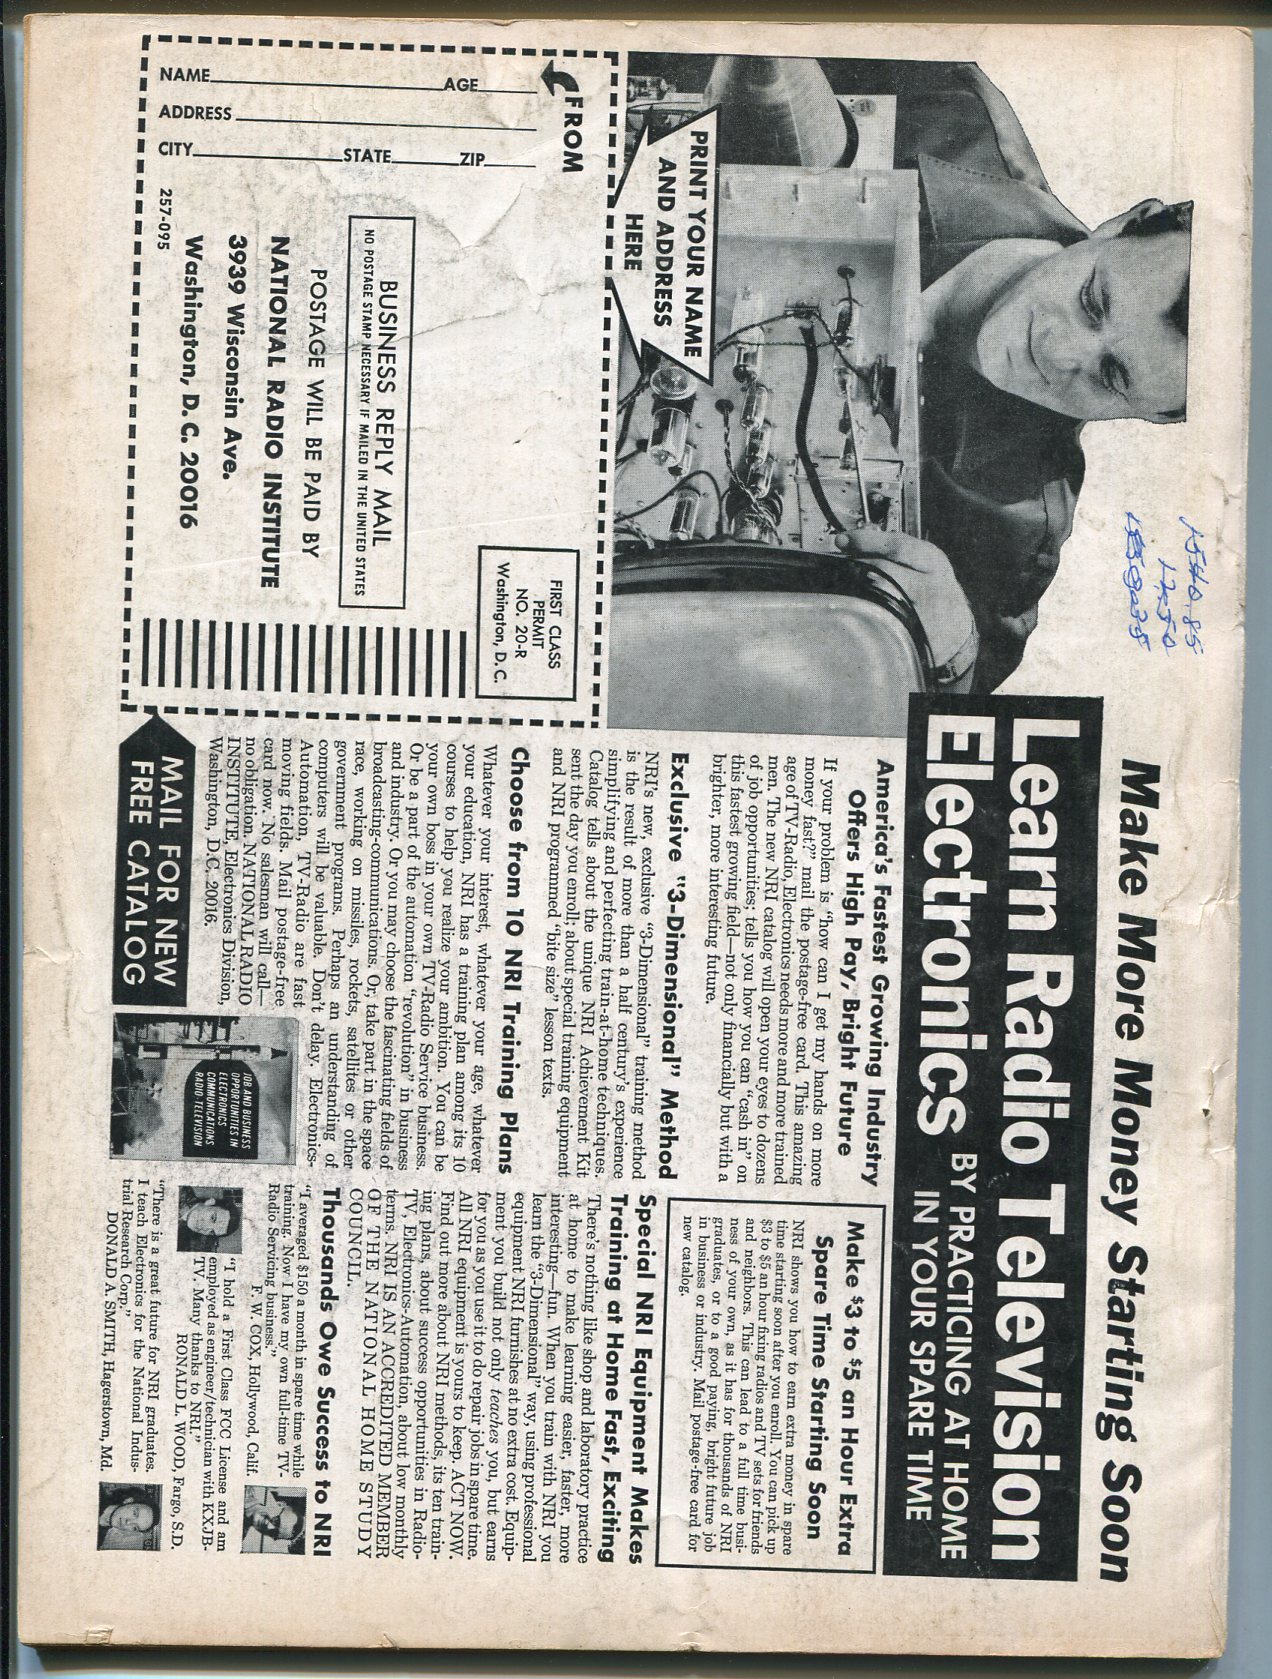 Make More Money Starting Soon
Learn Radio Television
Electronics BY PRACTICING AT HOME
IN YOUR SPARE TIME
PRINT YOUR NAME
AND ADDRESS
HERE
FROM
NAME AGE
ADDRESS
CITY STATE ZIP
257-095
FIRST CLASS
PERMIT
NO. 20-R
Washington, D.C.
BUSINESS REPLY MAIL
NO POSTAGE STAMP NECESSARY IF MAILED IN THE UNITED STATES
POSTAGE WILL BE PAID BY
NATIONAL RADIO INSTITUTE
3939 Wisconsin Ave.
Washington, D.C. 20016
America's Fastest Growing Industry
Offers High Pay, Bright Future
If your problem is "how can I get my hands on more
money fast?" mail the postage-free card. This amazing
age of TV-Radio, Electronics needs more and more trained
men. The new NRI catalog will open your eyes to dozens
of job opportunities; tells you how you can "cash in" on
this fastest growing field—not only financially but with a
brighter, more interesting future.
Exclusive "3-Dimensional" Method
NRI's new, exclusive "3-Dimensional" training method
is the result of more than a half century's experience
simplifying and perfecting train-at-home techniques.
Catalog tells about the unique NRI Achievement Kit
sent the day you enroll; about special training equipment
and NRI programmed "bite size" lesson texts.
Choose from 10 NRI Training Plans
Whatever your interest, whatever your age, whatever
your education, NRI has a training plan among its 10
courses to help you realize your ambition. You can be
your own boss in your own TV-Radio Service business.
Or be a part of the automation "revolution" in business
and industry. Or you may choose the fascinating fields of
broadcasting-communications. Or, take part in the space
race, working on missiles, rockets, satellites or other
government programs. Perhaps an understanding of
computers will be valuable. Don't delay. Electronics-
Automation, TV-Radio are fast
moving fields. Mail postage-free
card now. No salesman will call—
no obligation. NATIONAL RADIO
INSTITUTE, Electronics Division,
Washington, D.C. 20016.
MAIL FOR NEW
FREE CATALOG
JOB AND BUSINESS
OPPORTUNITIES IN
ELECTRONICS
COMMUNICATIONS
RADIO-TELEVISION
Make $3 to $5 an Hour Extra
Spare Time Starting Soon
NRI shows you how to earn extra money in spare
time starting soon after you enroll. You can pick up
$3 to $5 an hour fixing radios and TV sets for friends
and neighbors. This can lead to a full time busi-
ness of your own, as it has for thousands of NRI
graduates, or to a good paying, bright future job
in business or industry. Mail postage-free card for
new catalog.
Special NRI Equipment Makes
Training at Home Fast, Exciting
There's nothing like shop and laboratory practice
at home to make learning easier, faster, more
interesting—fun. When you train with NRI you
learn the "3-Dimensional" way, using professional
equipment NRI furnishes at no extra cost. Equip-
ment you build not only teaches you, but earns
for you as you use it to do repair jobs in spare time.
All NRI equipment is yours to keep. ACT NOW.
Find out more about NRI methods, its ten train-
ing plans, about success opportunities in Radio-
TV, Electronics-Automation, about low monthly
terms. NRI IS AN ACCREDITED MEMBER
OF THE NATIONAL HOME STUDY
COUNCIL.
Thousands Owe Success to NRI
"I averaged $150 a month in spare time while
training. Now I have my own full-time TV-
Radio Servicing business."
F. W. COX, Hollywood, Calif.
"I hold a First Class FCC License and am
employed as engineer/technician with KXJB-
TV. Many thanks to NRI."
RONALD L. WOOD, Fargo, S.D.
"There is a great future for NRI graduates.
I teach Electronics for the National Indus-
trial Research Corp."
DONALD A. SMITH, Hagerstown, Md.